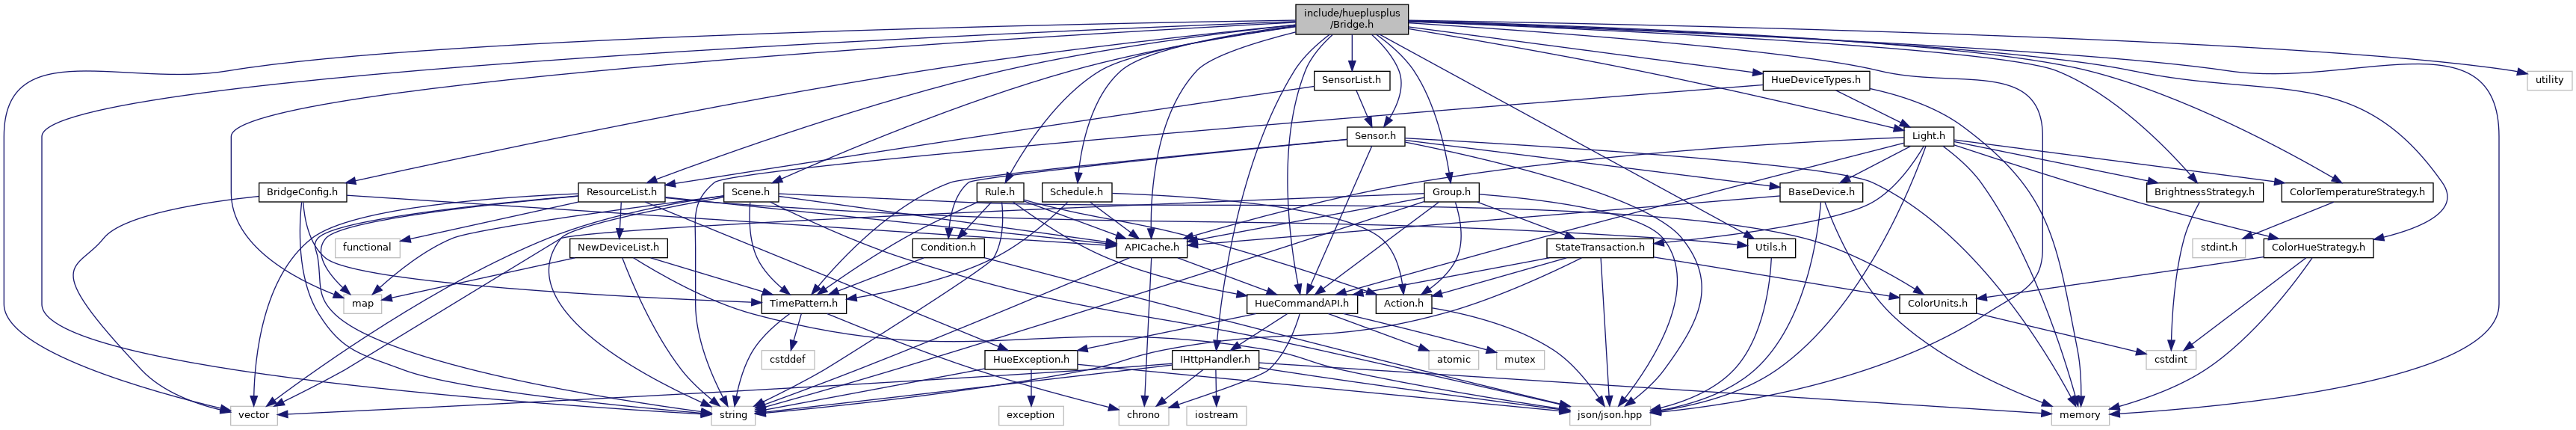 include/hueplusplus
/Bridge.h
SensorList.h
HueDeviceTypes.h
utility
Sensor.h
Light.h
BridgeConfig.h
ResourceList.h
Scene.h
Rule.h
Schedule.h
Group.h
BaseDevice.h
BrightnessStrategy.h
ColorTemperatureStrategy.h
functional
NewDeviceList.h
Condition.h
APICache.h
StateTransaction.h
Utils.h
stdint.h
ColorHueStrategy.h
map
TimePattern.h
HueCommandAPI.h
Action.h
ColorUnits.h
cstddef
HueException.h
IHttpHandler.h
atomic
mutex
cstdint
vector
string
exception
chrono
iostream
json/json.hpp
memory